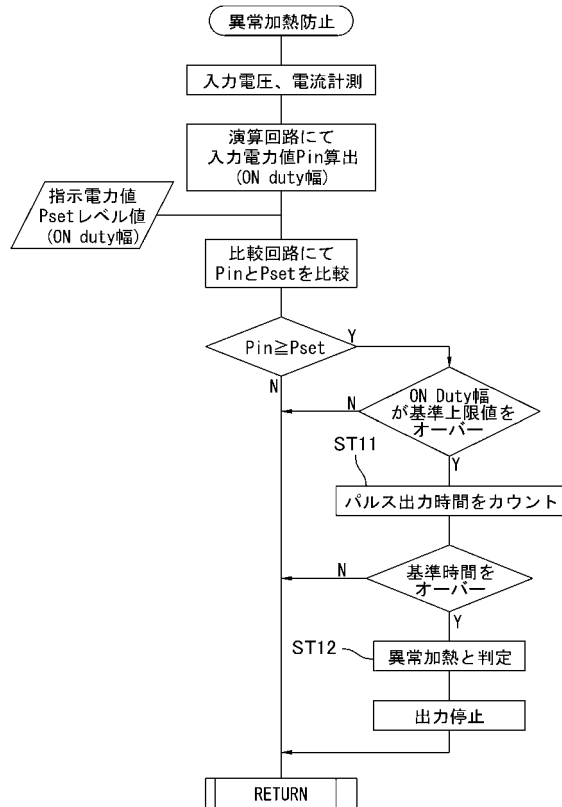 異常加熱防止
入力電圧、電流計測
演算回路にて
入力電力値Pin算出
(ON duty幅)
指示電力値
Psetレベル値
(ON duty幅)
比較回路にて
PinとPsetを比較
Pin≧Pset
Y
N
ON Duty幅
が基準上限値を
オーバー
N
Y
ST11
パルス出力時間をカウント
基準時間を
オーバー
N
Y
ST12
異常加熱と判定
出力停止
RETURN